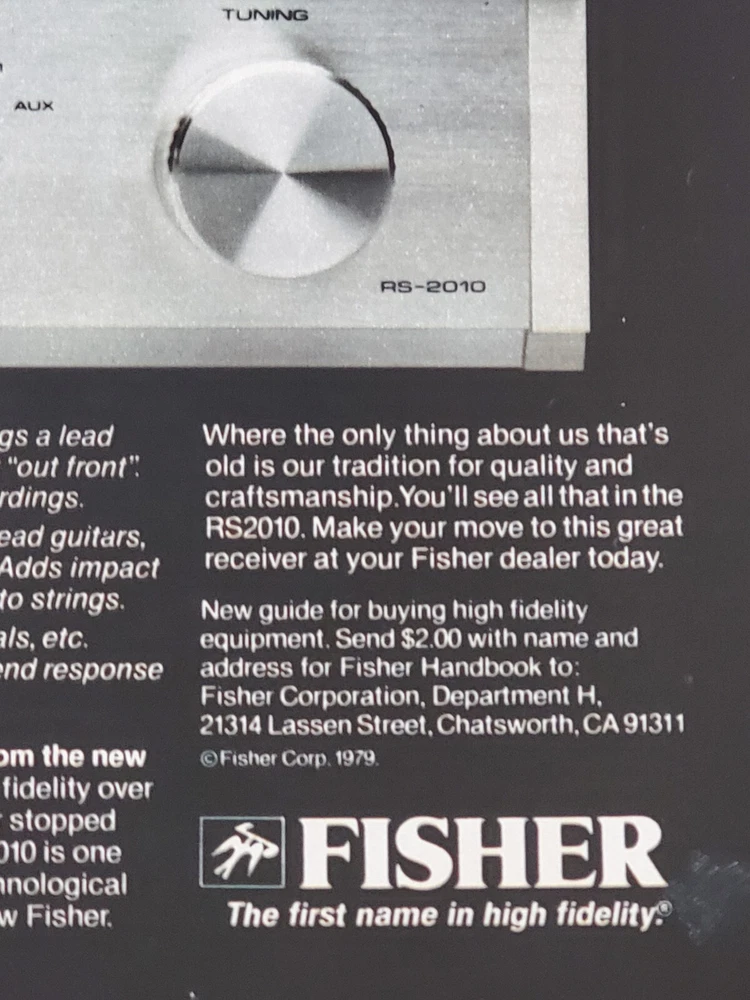 TUNING
AUX
RS-2010
gs a lead
"out front".
rdings.
ead guitars,
Adds impact
to strings.
als, etc.
end response
om the new
fidelity over
stopped
010 is one
hnological
w Fisher.
Where the only thing about us that's
old is our tradition for quality and
craftsmanship. You'll see all that in the
RS2010. Make your move to this great
receiver at your Fisher dealer today.
New guide for buying high fidelity
equipment. Send $2.00 with name and
address for Fisher Handbook to:
Fisher Corporation, Department H,
21314 Lassen Street, Chatsworth, CA 91311
©Fisher Corp. 1979.
FISHER
The first name in high fidelity.®